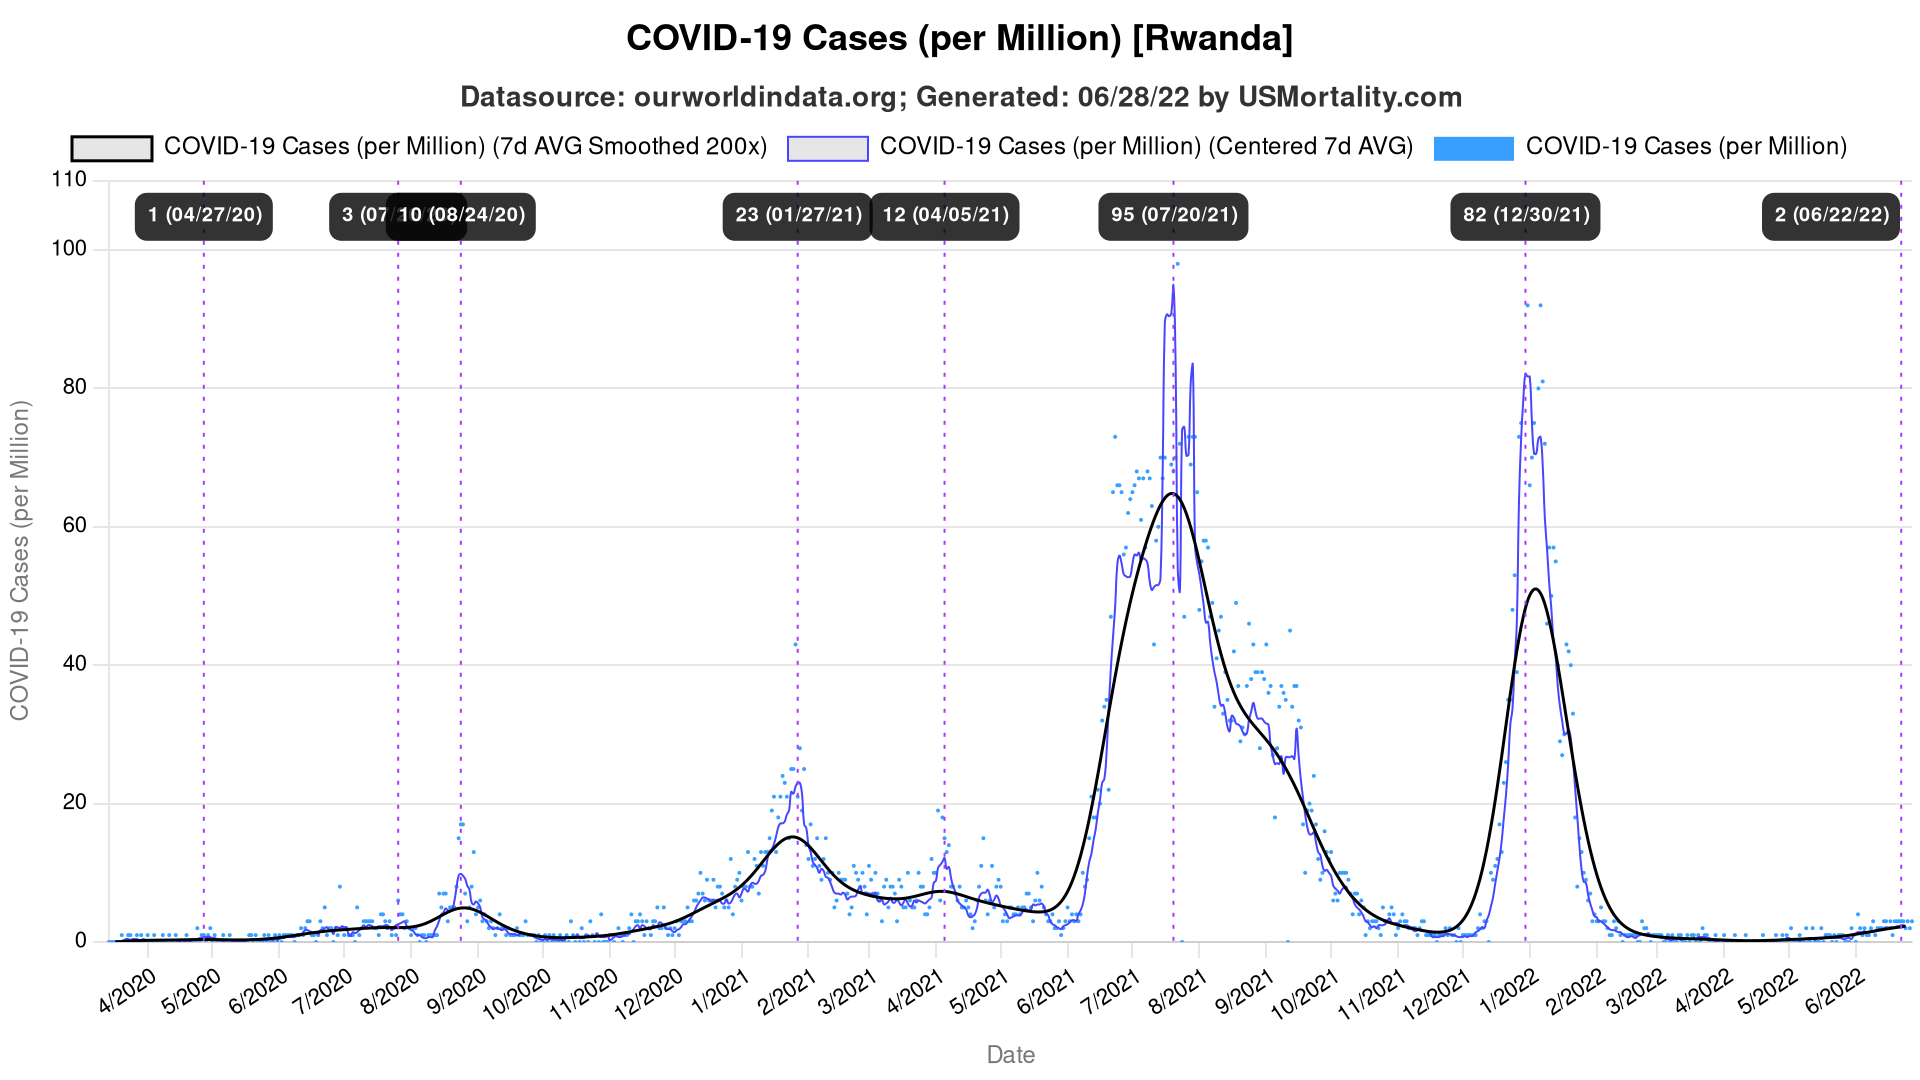 COVID-19 Cases (per Million) [Rwanda]
Datasource: ourworldindata.org; Generated: 06/28/22 by USMortality.com
COVID-19 Cases (per Million) (7d AVG Smoothed 200x) COVID-19 Cases (per Million) (Centered 7d AVG) COVID-19 Cases (per Million)
1 (04/27/20) 3 (07/ 10 (08/24/20) 23 (01/27/21) 12 (04/05/21) 95 (07/20/21) 82 (12/30/21) 2 (06/22/22)
110
100
80
60
40
20
0
COVID-19 Cases (per Million)
4/2020 5/2020 6/2020 7/2020 8/2020 9/2020 10/2020 11/2020 12/2020 1/2021 2/2021 3/2021 4/2021 5/2021 6/2021 7/2021 8/2021 9/2021 10/2021 11/2021 12/2021 1/2022 2/2022 3/2022 4/2022 5/2022 6/2022
Date